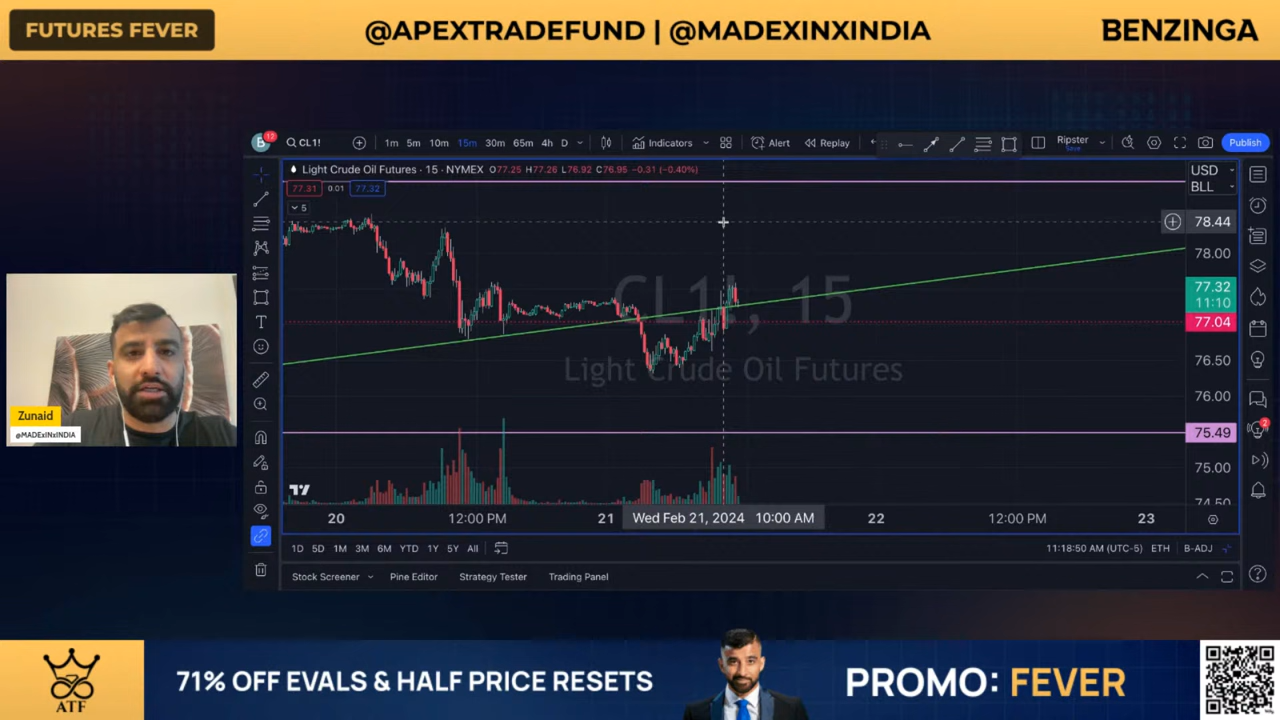 FUTURES FEVER
@APEXTRADEFUND | @MADEXINXINDIA
BENZINGA
B 17 CL1! 1m 5m 10m 15m 30m 65m 4h D Indicators Alert Replay Ripster Save Publish
Light Crude Oil Futures · 15 · NYMEX O77.25 H77.26 L76.92 C76.95 −0.31 (−0.40%)
USD
BLL
77.31 0.01 77.32
5
78.44
78.00
77.32
11:10
77.04
76.50
76.00
75.49
75.00
74.50
CL1!, 15
Light Crude Oil Futures
2
Zunaid
@MADExINxINDIA
20 12:00 PM 21 Wed Feb 21, 2024 10:00 AM 22 12:00 PM 23
1D 5D 1M 3M 6M YTD 1Y 5Y All 11:18:50 AM (UTC-5) ETH B-ADJ
Stock Screener Pine Editor Strategy Tester Trading Panel
ATF
71% OFF EVALS & HALF PRICE RESETS
PROMO: FEVER